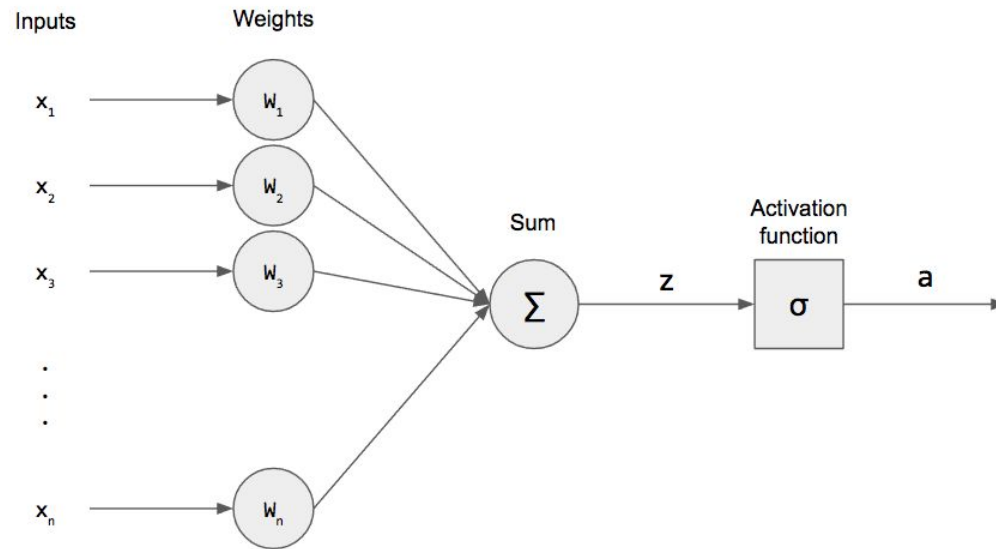 Inputs
Weights
x₁
W₁
x₂
W₂
x₃
W₃
Sum
Σ
z
Activation
function
σ
a
.
.
.
xₙ
Wₙ